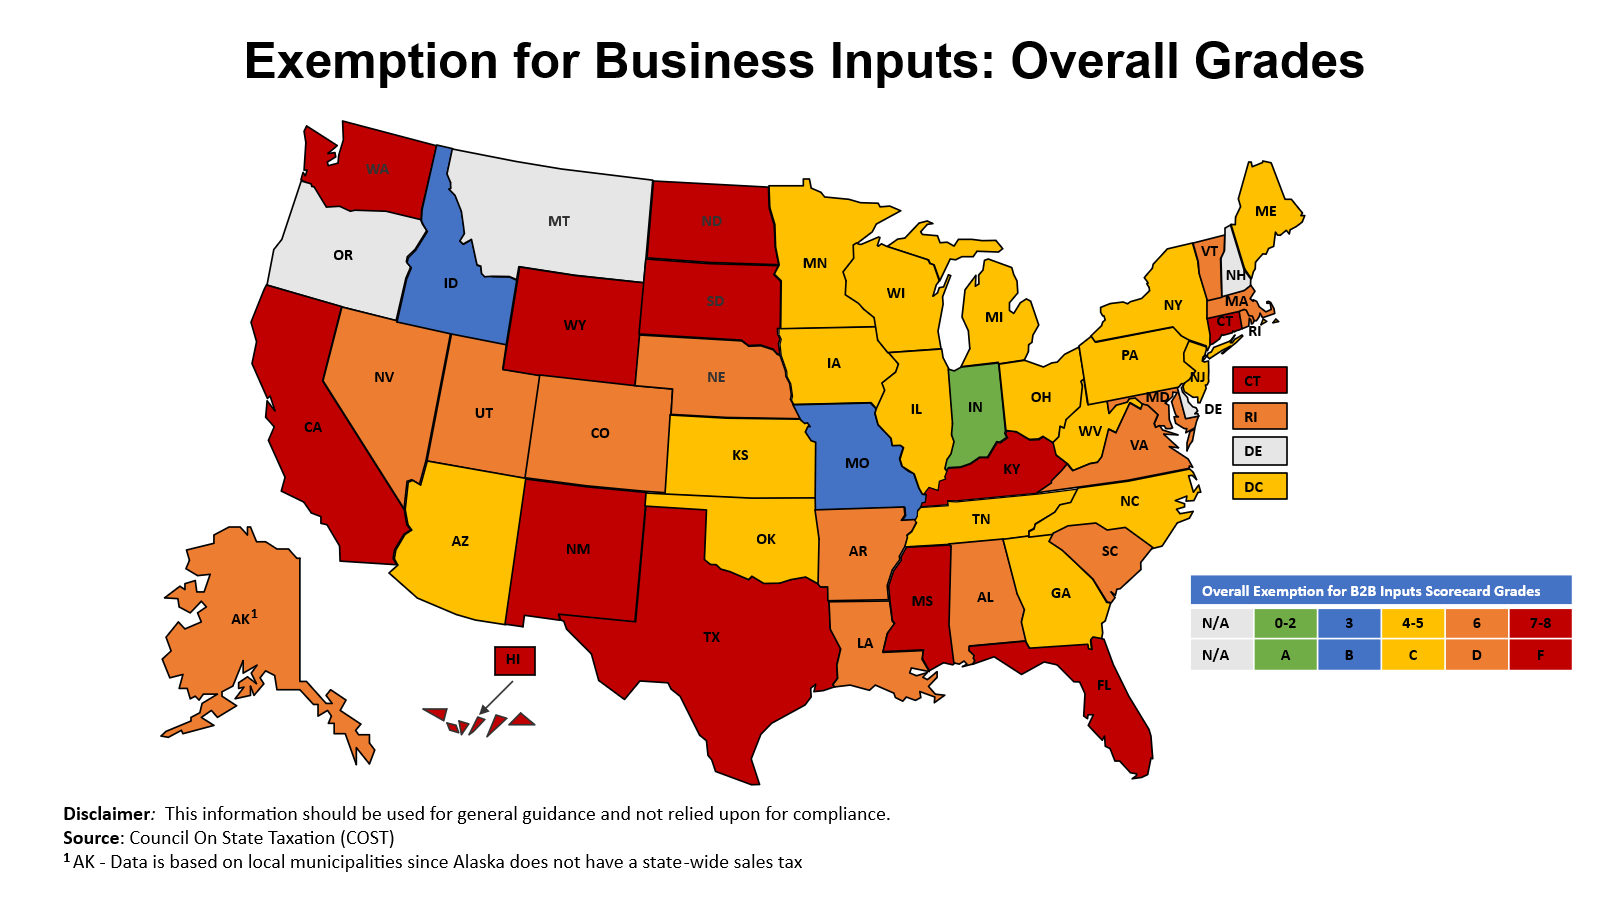 Exemption for Business Inputs: Overall Grades
WA
MT
ND
OR
ID
MN
ME
VT
NH
SD
WY
WI
MI
NY
MA
CT
RI
NV
NE
IA
PA
NJ
UT
CO
IL
IN
OH
MD
DE
CA
KS
MO
WV
VA
KY
CT
RI
DE
DC
AZ
NM
OK
AR
TN
NC
SC
MS
AL
GA
TX
LA
FL
AK1
HI
Overall Exemption for B2B Inputs Scorecard Grades
N/A 0-2 3 4-5 6 7-8
N/A A B C D F
Disclaimer: This information should be used for general guidance and not relied upon for compliance.
Source: Council On State Taxation (COST)
1 AK - Data is based on local municipalities since Alaska does not have a state-wide sales tax